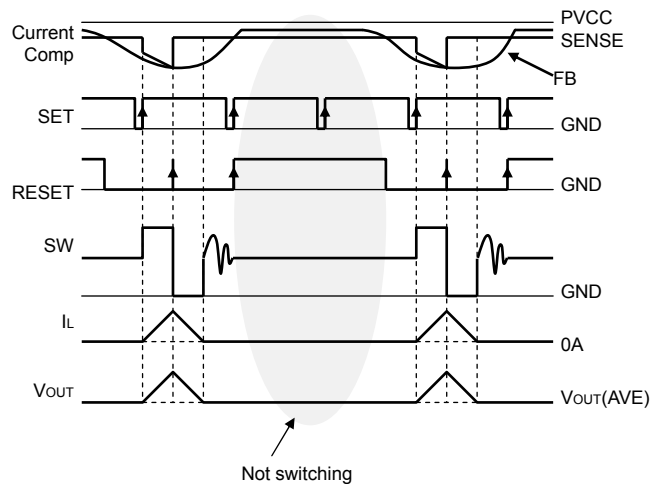 PVCC
Current
Comp
SENSE
FB
SET
GND
RESET
GND
SW
GND
IL
0A
VOUT
VOUT(AVE)
Not switching